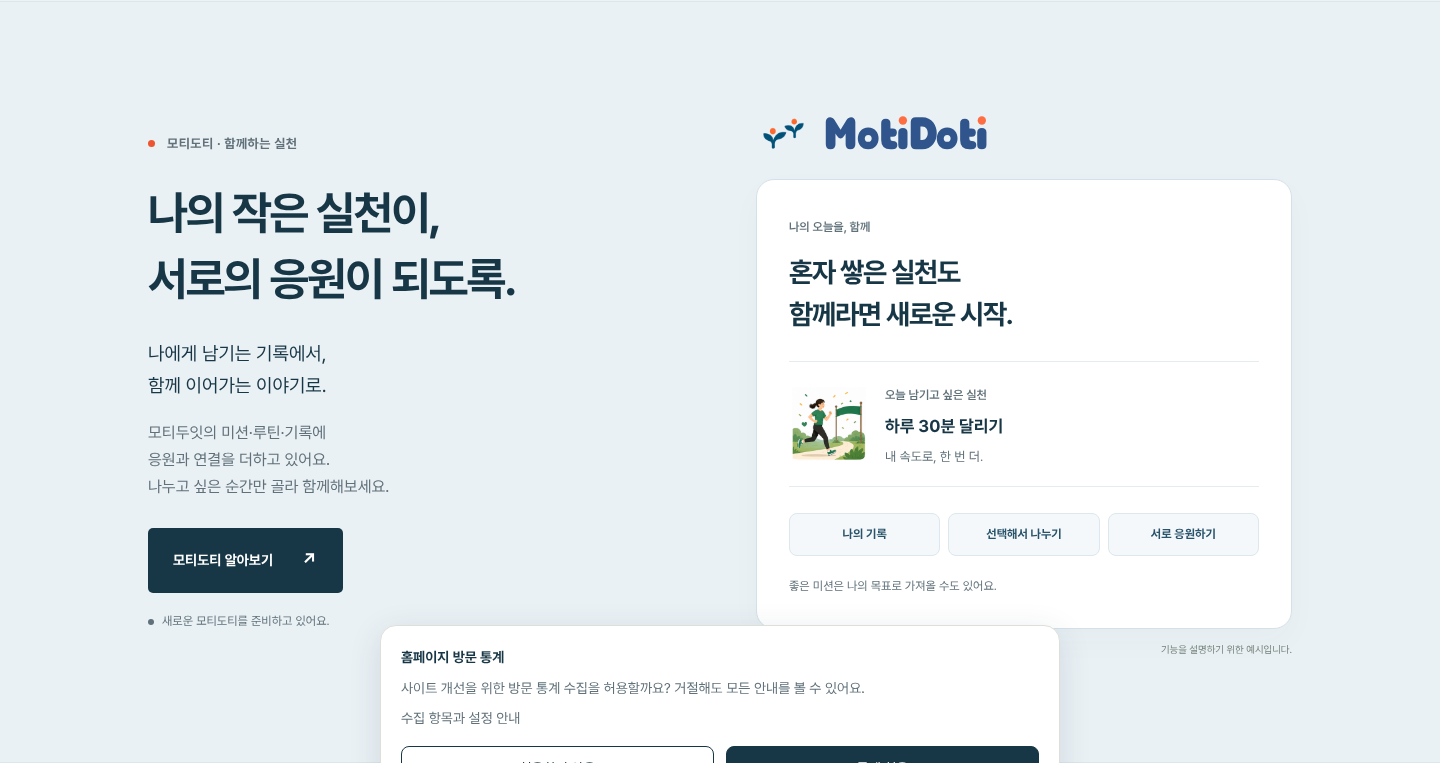 모티도티 · 함께하는 실천
나의 작은 실천이,
서로의 응원이 되도록.
나에게 남기는 기록에서,
함께 이어가는 이야기로.
모티두잇의 미션·루틴·기록에
응원과 연결을 더하고 있어요.
나누고 싶은 순간만 골라 함께해보세요.
모티도티 알아보기
새로운 모티도티를 준비하고 있어요.
MotiDoti
나의 오늘을, 함께
혼자 쌓은 실천도
함께라면 새로운 시작.
오늘 남기고 싶은 실천
하루 30분 달리기
내 속도로, 한 번 더.
나의 기록
선택해서 나누기
서로 응원하기
좋은 미션은 나의 목표로 가져올 수도 있어요.
기능을 설명하기 위한 예시입니다.
홈페이지 방문 통계
사이트 개선을 위한 방문 통계 수집을 허용할까요? 거절해도 모든 안내를 볼 수 있어요.
수집 항목과 설정 안내